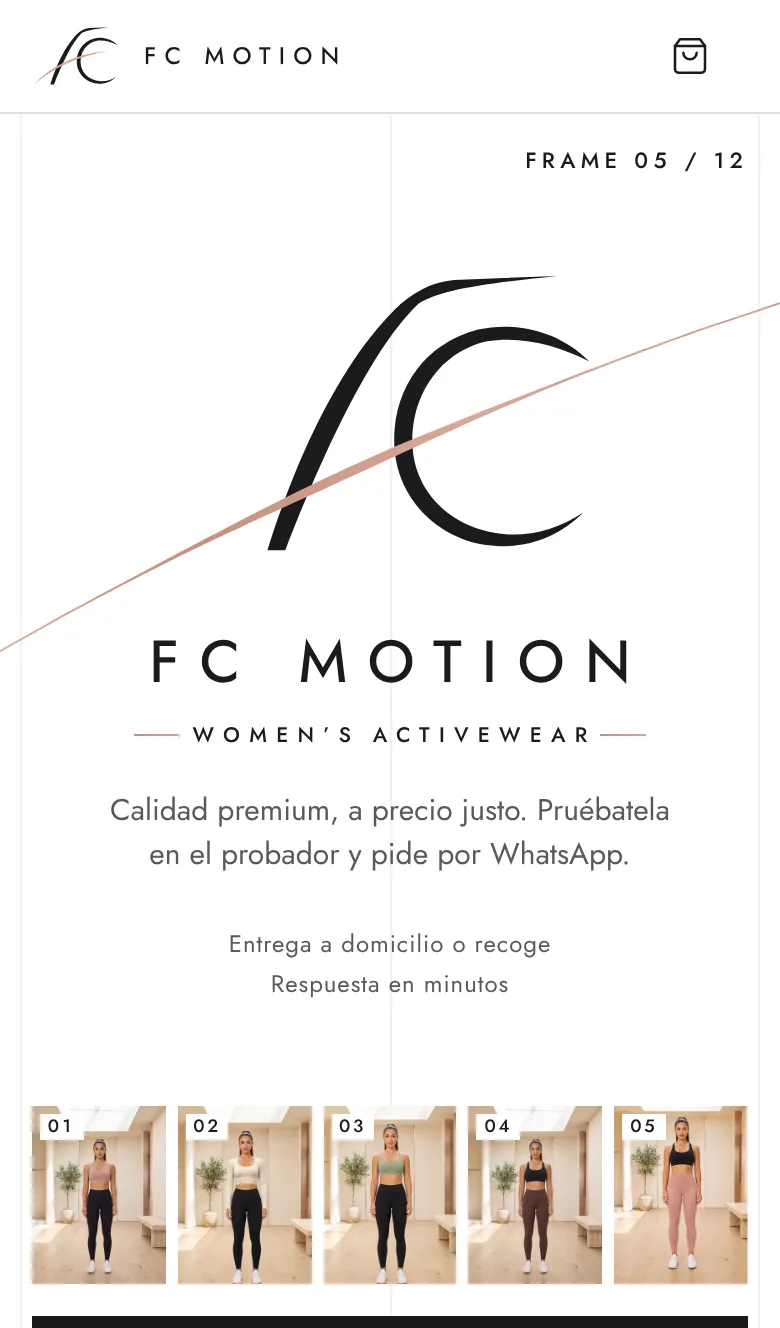 FC MOTION
FRAME 05 / 12
FC
FC MOTION
WOMEN’S ACTIVEWEAR
Calidad premium, a precio justo. Pruébatela
en el probador y pide por WhatsApp.
Entrega a domicilio o recoge
Respuesta en minutos
01 02 03 04 05